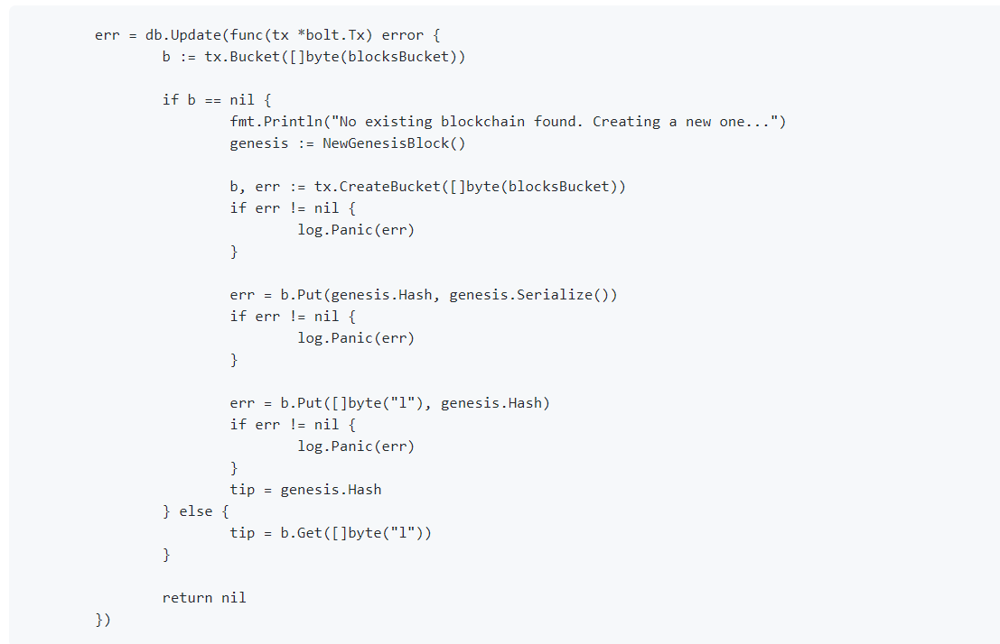 err = db.Update(func(tx *bolt.Tx) error {
b := tx.Bucket([]byte(blocksBucket))
if b == nil {
fmt.Println("No existing blockchain found. Creating a new one...")
genesis := NewGenesisBlock()
b, err := tx.CreateBucket([]byte(blocksBucket))
if err != nil {
log.Panic(err)
}
err = b.Put(genesis.Hash, genesis.Serialize())
if err != nil {
log.Panic(err)
}
err = b.Put([]byte("l"), genesis.Hash)
if err != nil {
log.Panic(err)
}
tip = genesis.Hash
} else {
tip = b.Get([]byte("l"))
}
return nil
})